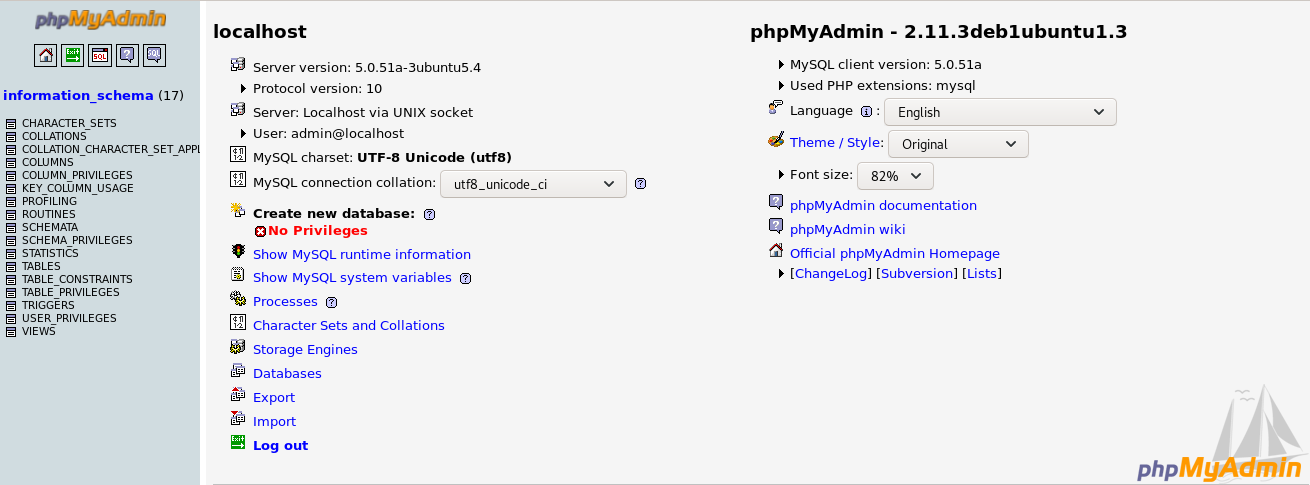 phpMyAdmin
information_schema (17)
CHARACTER_SETS
COLLATIONS
COLLATION_CHARACTER_SET_APPL
COLUMNS
COLUMN_PRIVILEGES
KEY_COLUMN_USAGE
PROFILING
ROUTINES
SCHEMATA
SCHEMA_PRIVILEGES
STATISTICS
TABLES
TABLE_CONSTRAINTS
TABLE_PRIVILEGES
TRIGGERS
USER_PRIVILEGES
VIEWS
localhost
Server version: 5.0.51a-3ubuntu5.4
Protocol version: 10
Server: Localhost via UNIX socket
User: admin@localhost
MySQL charset: UTF-8 Unicode (utf8)
MySQL connection collation: utf8_unicode_ci
Create new database:
No Privileges
Show MySQL runtime information
Show MySQL system variables
Processes
Character Sets and Collations
Storage Engines
Databases
Export
Import
Log out
phpMyAdmin - 2.11.3deb1ubuntu1.3
MySQL client version: 5.0.51a
Used PHP extensions: mysql
Language : English
Theme / Style: Original
Font size: 82%
phpMyAdmin documentation
phpMyAdmin wiki
Official phpMyAdmin Homepage
[ChangeLog] [Subversion] [Lists]
phpMyAdmin